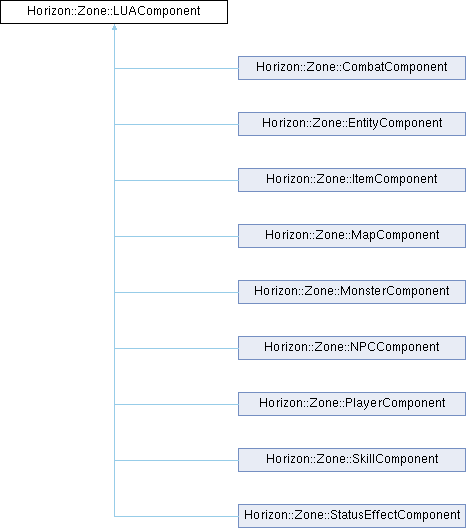 Horizon::Zone::LUAComponent
Horizon::Zone::CombatComponent
Horizon::Zone::EntityComponent
Horizon::Zone::ItemComponent
Horizon::Zone::MapComponent
Horizon::Zone::MonsterComponent
Horizon::Zone::NPCComponent
Horizon::Zone::PlayerComponent
Horizon::Zone::SkillComponent
Horizon::Zone::StatusEffectComponent